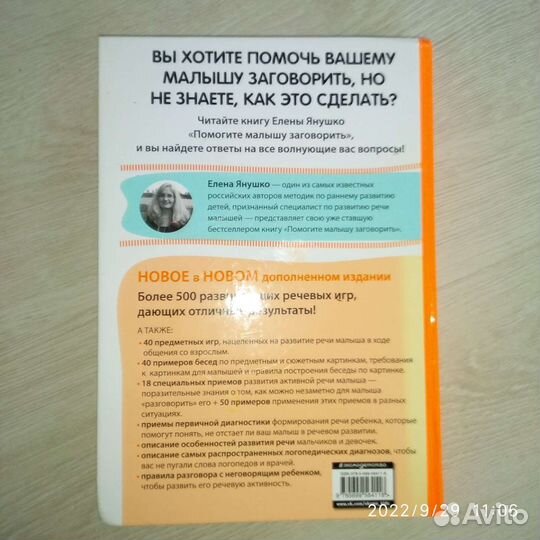 ВЫ ХОТИТЕ ПОМОЧЬ ВАШЕМУ
МАЛЫШУ ЗАГОВОРИТЬ, НО
НЕ ЗНАЕТЕ, КАК ЭТО СДЕЛАТЬ?
Читайте книгу Елены Янушко
«Помогите малышу заговорить»,
и вы найдете ответы на все волнующие вас вопросы!
Елена Янушко — один из самых известных
российских авторов методик по раннему развитию
детей, признанный специалист по развитию речи
малышей — представляет свою уже ставшую
бестселлером книгу «Помогите малышу заговорить».
НОВОЕ в НОВОМ дополненном издании
Более 500 развивающих речевых игр,
дающих отличные результаты!
А ТАКЖЕ:
• 40 предметных игр, нацеленных на развитие речи малыша в ходе
общения со взрослым.
• 40 примеров бесед по предметным и сюжетным картинкам, требования
к картинкам для малышей и правила построения беседы по картинке.
• 18 специальных приемов развития активной речи малыша —
поразительные знания о том, как можно незаметно для малыша
«разговорить» его + 50 примеров применения этих приемов в разных
ситуациях.
• приемы первичной диагностики формирования речи ребенка, которые
помогут понять, не отстает ли ваш малыш в речевом развитии.
• описание особенностей развития речи мальчиков и девочек.
• описание самых распространенных логопедических диагнозов, чтобы
вас не пугали слова логопедов и врачей.
• правила разговора с неговорящим ребенком,
чтобы развить его речевую активность.
#эксмодетство
2022/9/29 11:06
Avito